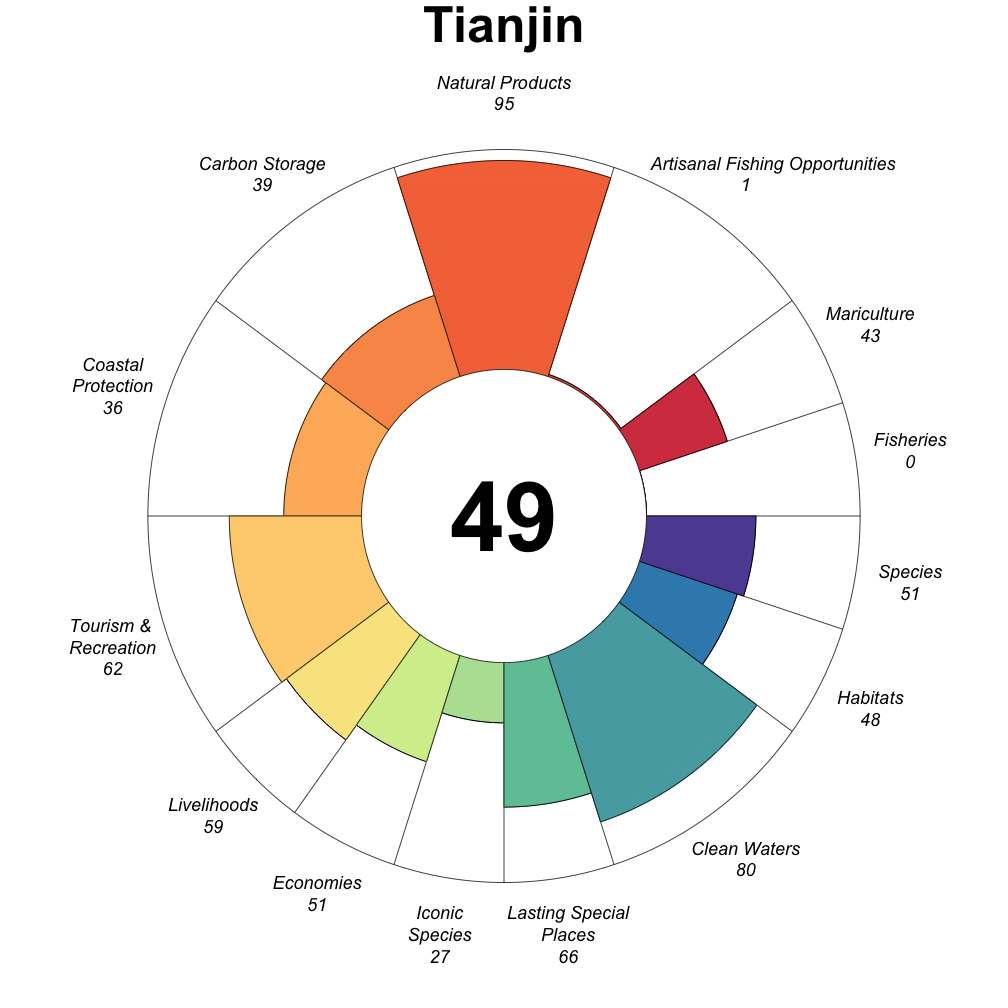 Tianjin
Natural Products
95
Carbon Storage
39
Artisanal Fishing Opportunities
1
Mariculture
43
Coastal
Protection
36
Fisheries
0
49
Species
51
Tourism &
Recreation
62
Habitats
48
Livelihoods
59
Clean Waters
80
Economies
51
Iconic
Species
27
Lasting Special
Places
66